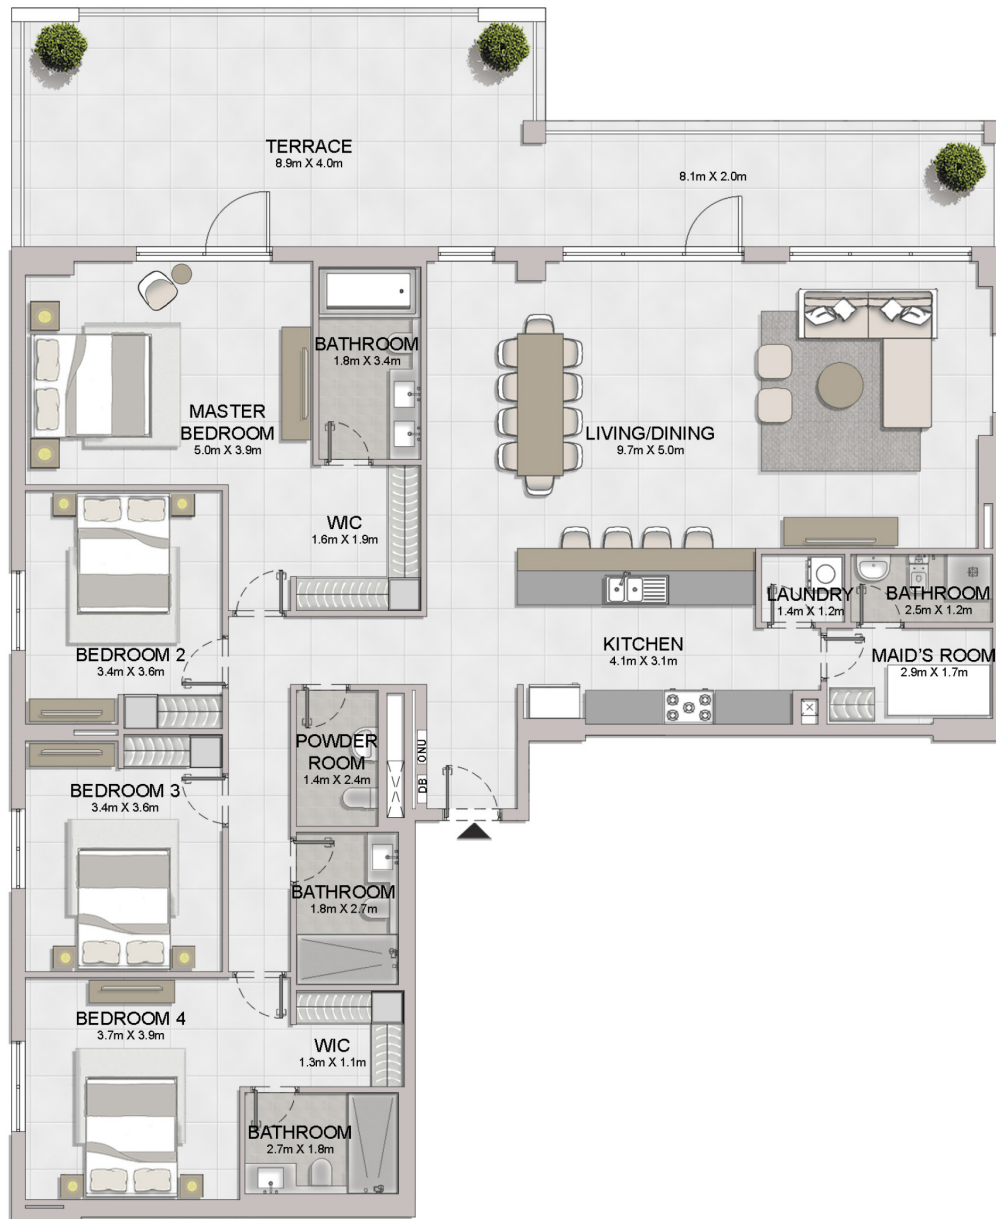 TERRACE
8.9m X 4.0m
8.1m X 2.0m
BATHROOM
1.8m X 3.4m
MASTER
BEDROOM
5.0m X 3.9m
LIVING/DINING
9.7m X 5.0m
WIC
1.6m X 1.9m
LAUNDRY
1.4m X 1.2m
BATHROOM
2.5m X 1.2m
BEDROOM 2
3.4m X 3.6m
KITCHEN
4.1m X 3.1m
MAID'S ROOM
2.9m X 1.7m
POWDER
ROOM
1.4m X 2.4m
DB ONU
BEDROOM 3
3.4m X 3.6m
BATHROOM
1.8m X 2.7m
BEDROOM 4
3.7m X 3.9m
WIC
1.3m X 1.1m
BATHROOM
2.7m X 1.8m